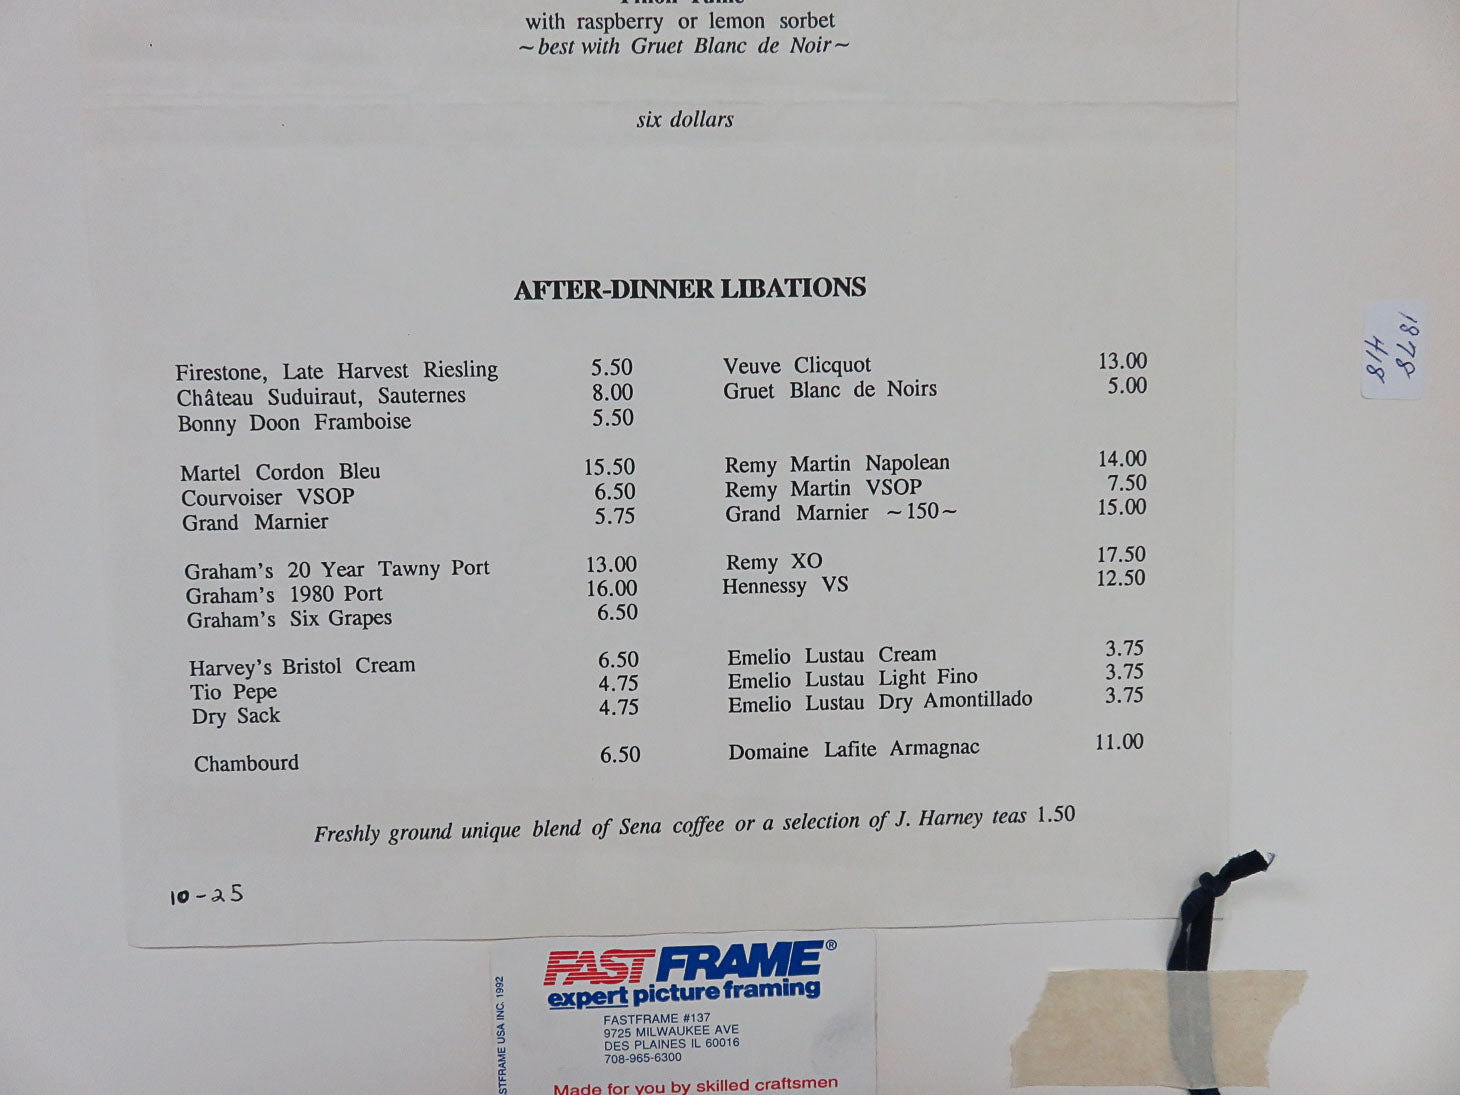 with raspberry or lemon sorbet
~best with Gruet Blanc de Noir~
six dollars
AFTER-DINNER LIBATIONS
Firestone, Late Harvest Riesling 5.50
Château Suduiraut, Sauternes 8.00
Bonny Doon Framboise 5.50
Veuve Clicquot 13.00
Gruet Blanc de Noirs 5.00
Martel Cordon Bleu 15.50
Courvoiser VSOP 6.50
Grand Marnier 5.75
Remy Martin Napolean 14.00
Remy Martin VSOP 7.50
Grand Marnier ~150~ 15.00
Graham's 20 Year Tawny Port 13.00
Graham's 1980 Port 16.00
Graham's Six Grapes 6.50
Remy XO 17.50
Hennessy VS 12.50
Harvey's Bristol Cream 6.50
Tio Pepe 4.75
Dry Sack 4.75
Emelio Lustau Cream 3.75
Emelio Lustau Light Fino 3.75
Emelio Lustau Dry Amontillado 3.75
Chambourd 6.50
Domaine Lafite Armagnac 11.00
Freshly ground unique blend of Sena coffee or a selection of J. Harney teas 1.50
10-25
1878
418
FASTFRAME®
expert picture framing
FASTFRAME #137
9725 MILWAUKEE AVE
DES PLAINES IL 60016
708-965-6300
Made for you by skilled craftsmen
STFRAME USA INC. 1992